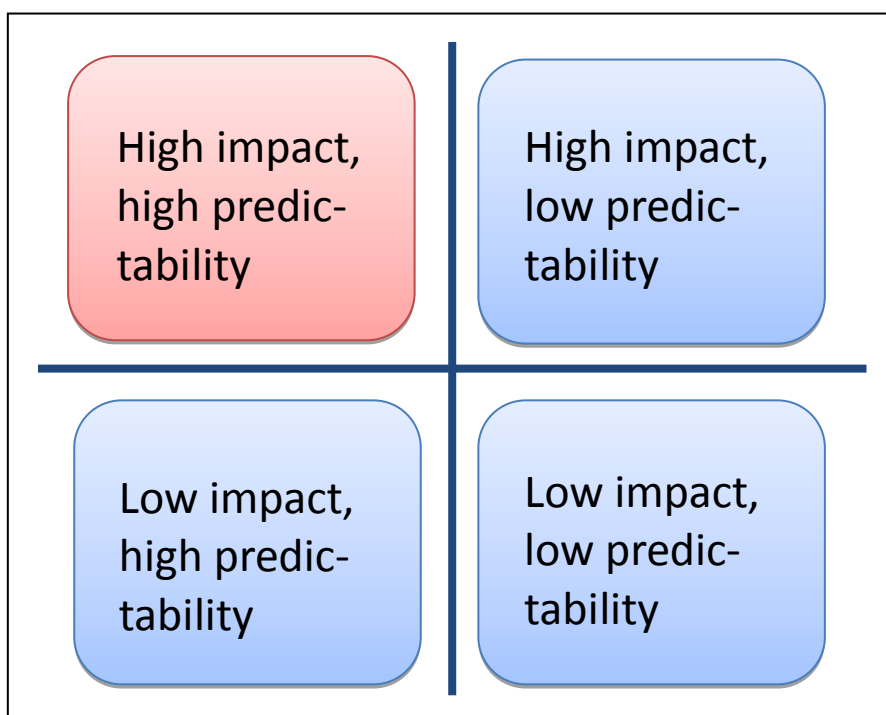 High impact,
high predic-
tability
High impact,
low predic-
tability
Low impact,
high predic-
tability
Low impact,
low predic-
tability